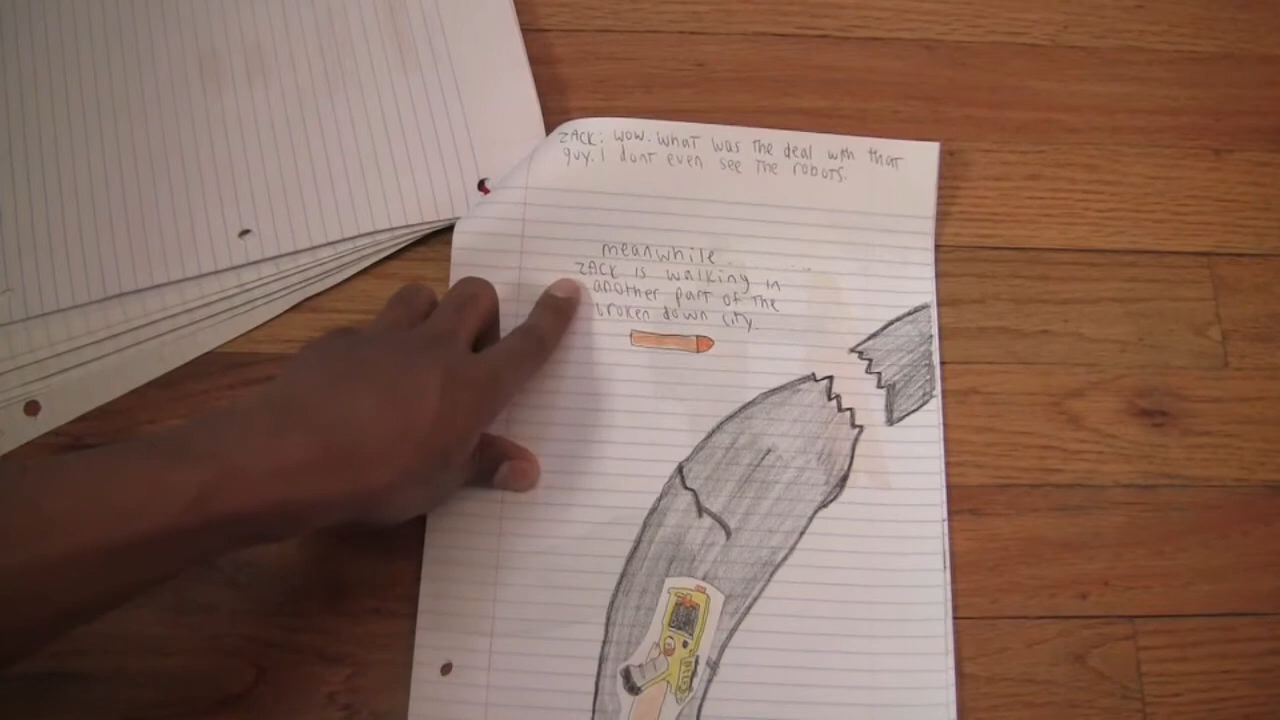 ZACK: wow. what was the deal with that
guy. I dont even see the robots.
meanwhile...
ZACK is walking in
another part of the
broken down city.